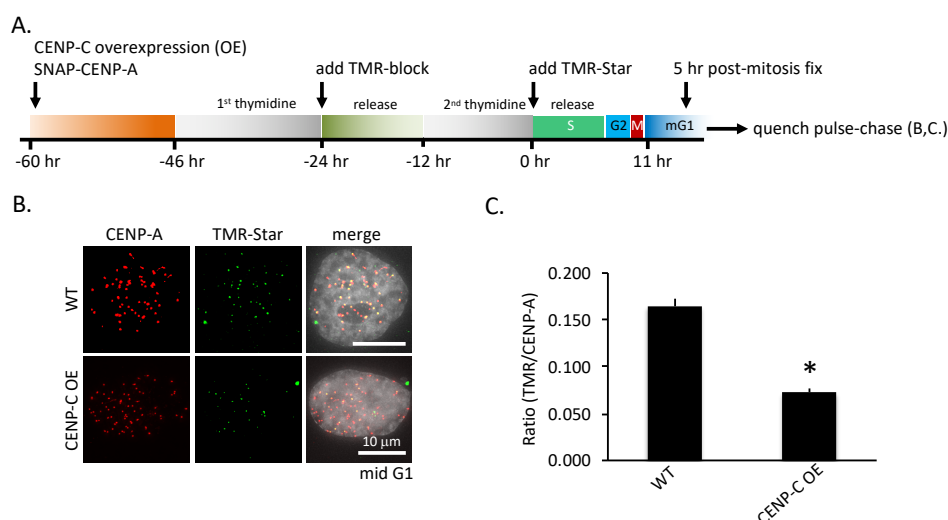 A.
CENP-C overexpression (OE)
SNAP-CENP-A
add TMR-block
add TMR-Star
5 hr post-mitosis fix
1st thymidine
release
2nd thymidine
release
S
G2
M
mG1
quench pulse-chase (B,C.)
-60 hr
-46 hr
-24 hr
-12 hr
0 hr
11 hr
B.
CENP-A
TMR-Star
merge
WT
CENP-C OE
10 μm
mid G1
C.
Ratio (TMR/CENP-A)
0.200
0.150
0.100
0.050
0.000
*
WT
CENP-C OE